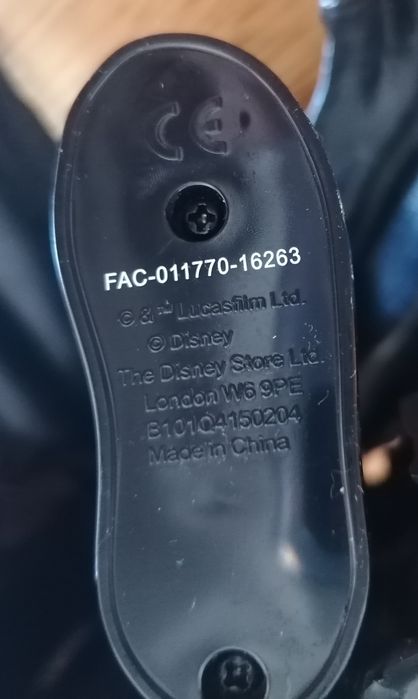 CE
FAC-011770-16263
© & ™ Lucasfilm Ltd.
© Disney
The Disney Store Ltd.
London W6 9PE
B101Q4150204
Made in China